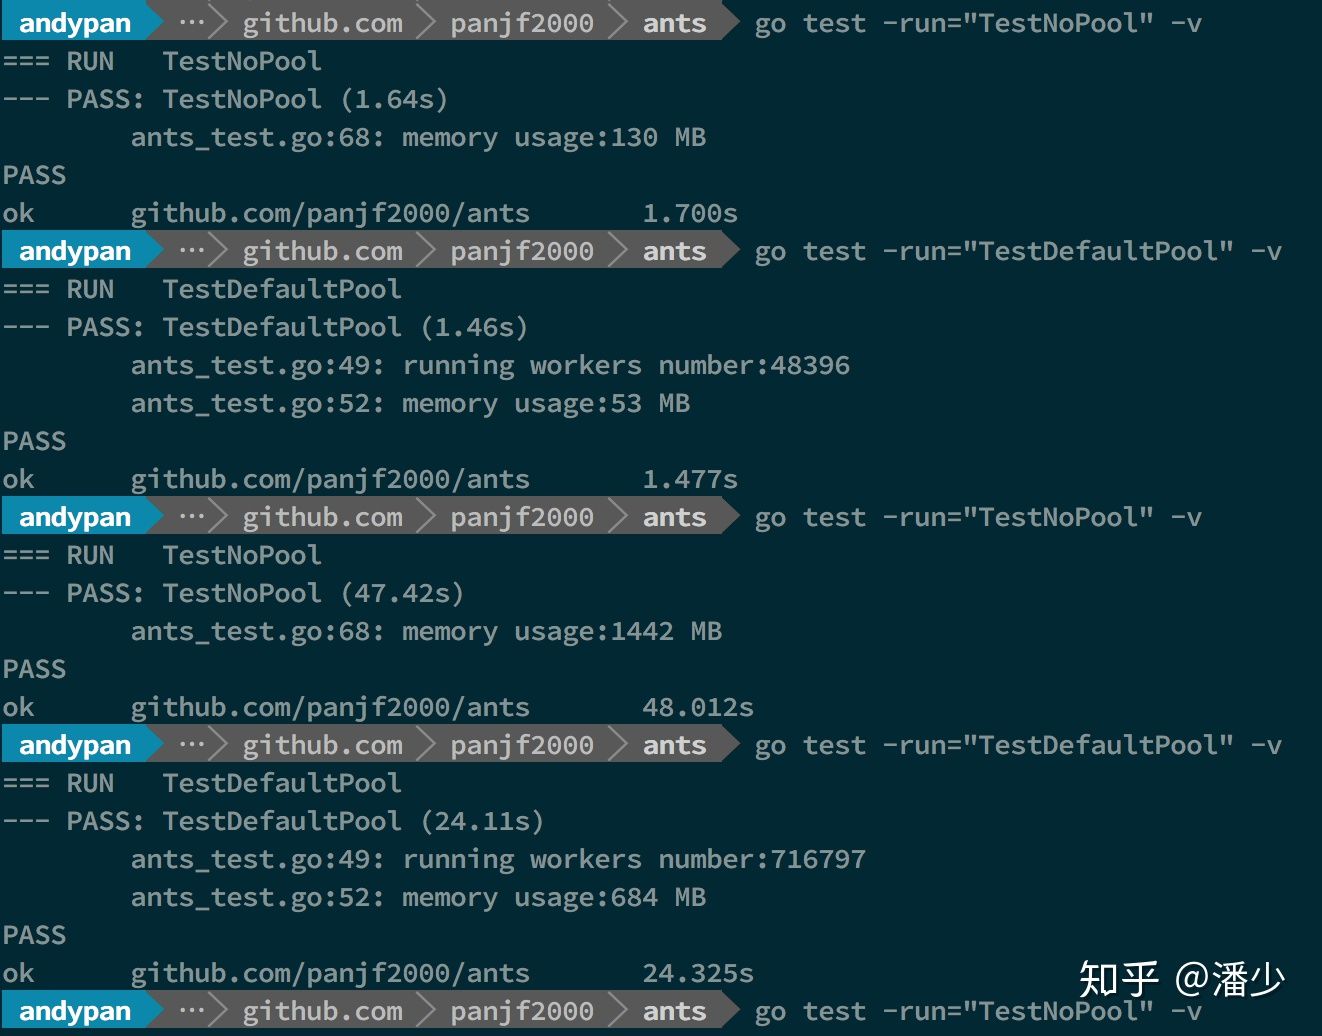 andypan ··· github.com panjf2000 ants go test -run="TestNoPool" -v
=== RUN   TestNoPool
--- PASS: TestNoPool (1.64s)
        ants_test.go:68: memory usage:130 MB
PASS
ok      github.com/panjf2000/ants       1.700s
andypan ··· github.com panjf2000 ants go test -run="TestDefaultPool" -v
=== RUN   TestDefaultPool
--- PASS: TestDefaultPool (1.46s)
        ants_test.go:49: running workers number:48396
        ants_test.go:52: memory usage:53 MB
PASS
ok      github.com/panjf2000/ants       1.477s
andypan ··· github.com panjf2000 ants go test -run="TestNoPool" -v
=== RUN   TestNoPool
--- PASS: TestNoPool (47.42s)
        ants_test.go:68: memory usage:1442 MB
PASS
ok      github.com/panjf2000/ants       48.012s
andypan ··· github.com panjf2000 ants go test -run="TestDefaultPool" -v
=== RUN   TestDefaultPool
--- PASS: TestDefaultPool (24.11s)
        ants_test.go:49: running workers number:716797
        ants_test.go:52: memory usage:684 MB
PASS
ok      github.com/panjf2000/ants       24.325s
知乎 @潘少
andypan ··· github.com panjf2000 ants go test -run="TestNoPool" -v